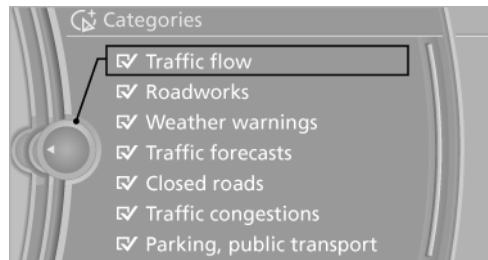 Categories
Traffic flow
Roadworks
Weather warnings
Traffic forecasts
Closed roads
Traffic congestions
Parking, public transport